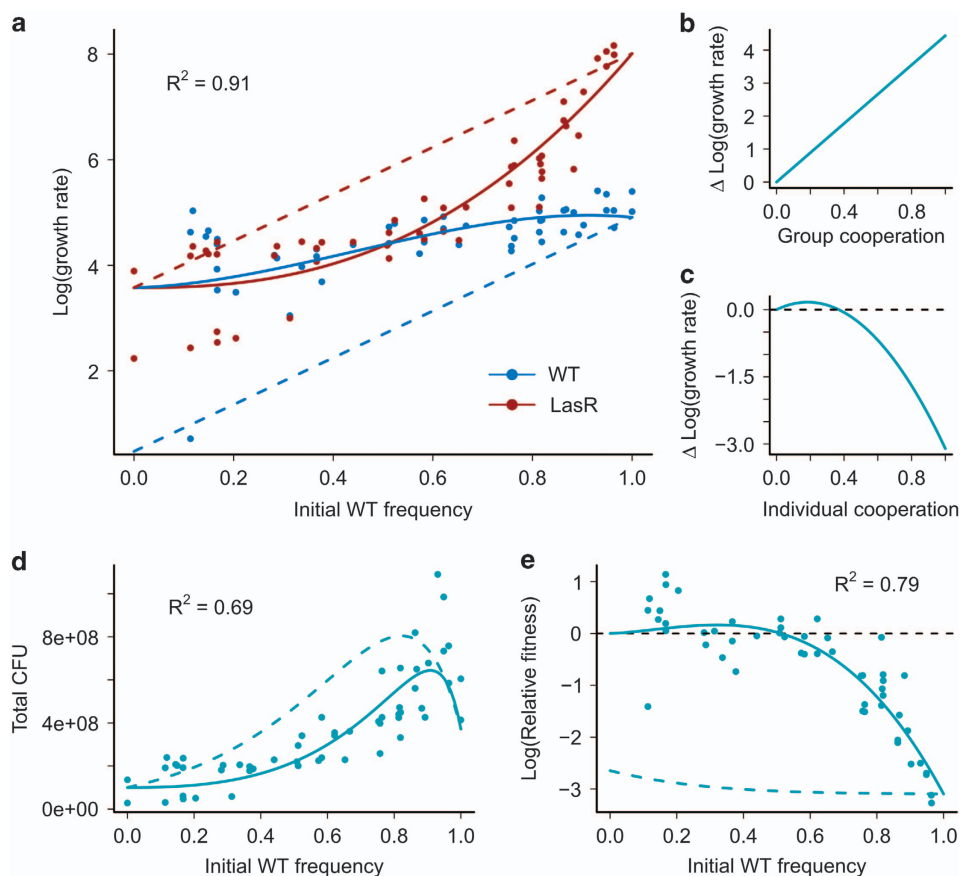 a
R² = 0.91
Log(growth rate)
8
6
4
2
WT
LasR
0.0 0.2 0.4 0.6 0.8 1.0
Initial WT frequency
b
Δ Log(growth rate)
4
3
2
1
0
0.0 0.4 0.8
Group cooperation
c
Δ Log(growth rate)
0.0
−1.5
−3.0
0.0 0.4 0.8
Individual cooperation
d
R² = 0.69
Total CFU
8e+08
4e+08
0e+00
0.0 0.2 0.4 0.6 0.8 1.0
Initial WT frequency
e
R² = 0.79
Log(Relative fitness)
1
0
−1
−2
−3
0.0 0.2 0.4 0.6 0.8 1.0
Initial WT frequency